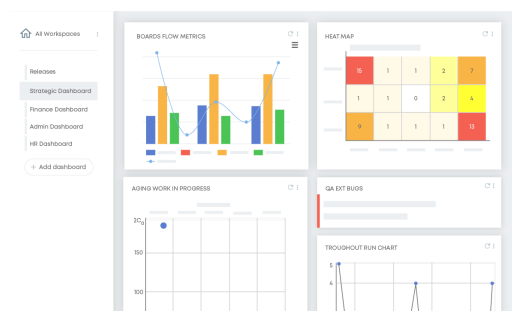 All Workspaces
Releases
Strategic Dashboard
Finance Dashboard
Admin Dashboard
HR Dashboard
+ Add dashboard
BOARDS FLOW METRICS
HEAT MAP
15 1 1 2 7
1 1 0 2 4
9 1 1 1 13
AGING WORK IN PROGRESS
200
150
100
QA EXT BUGS
TROUGHOUT RUN CHART
5
4